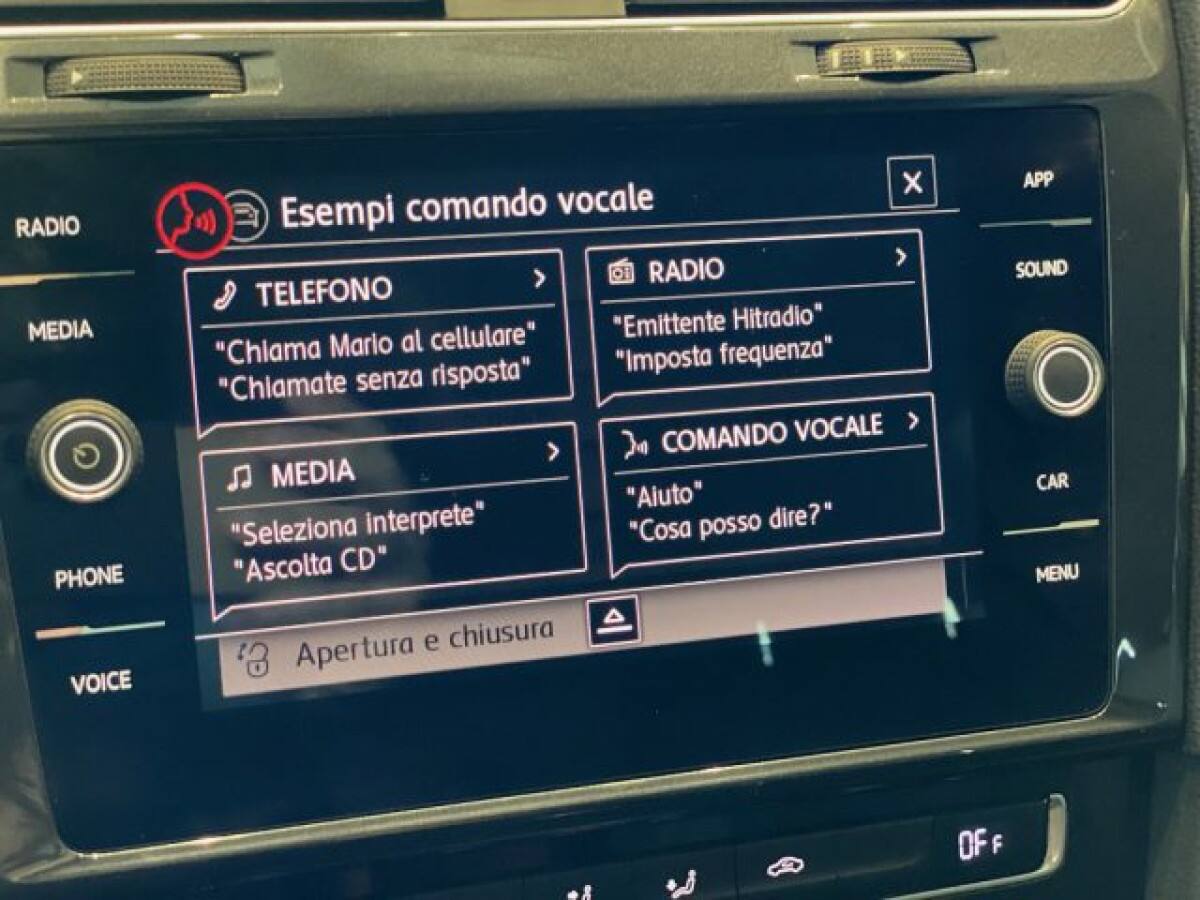 RADIO
MEDIA
PHONE
VOICE
Esempi comando vocale
TELEFONO
"Chiama Mario al cellulare"
"Chiamate senza risposta"
RADIO
"Emittente Hitradio"
"Imposta frequenza"
MEDIA
"Seleziona interprete"
"Ascolta CD"
COMANDO VOCALE
"Aiuto"
"Cosa posso dire?"
Apertura e chiusura
APP
SOUND
CAR
MENU
OFF